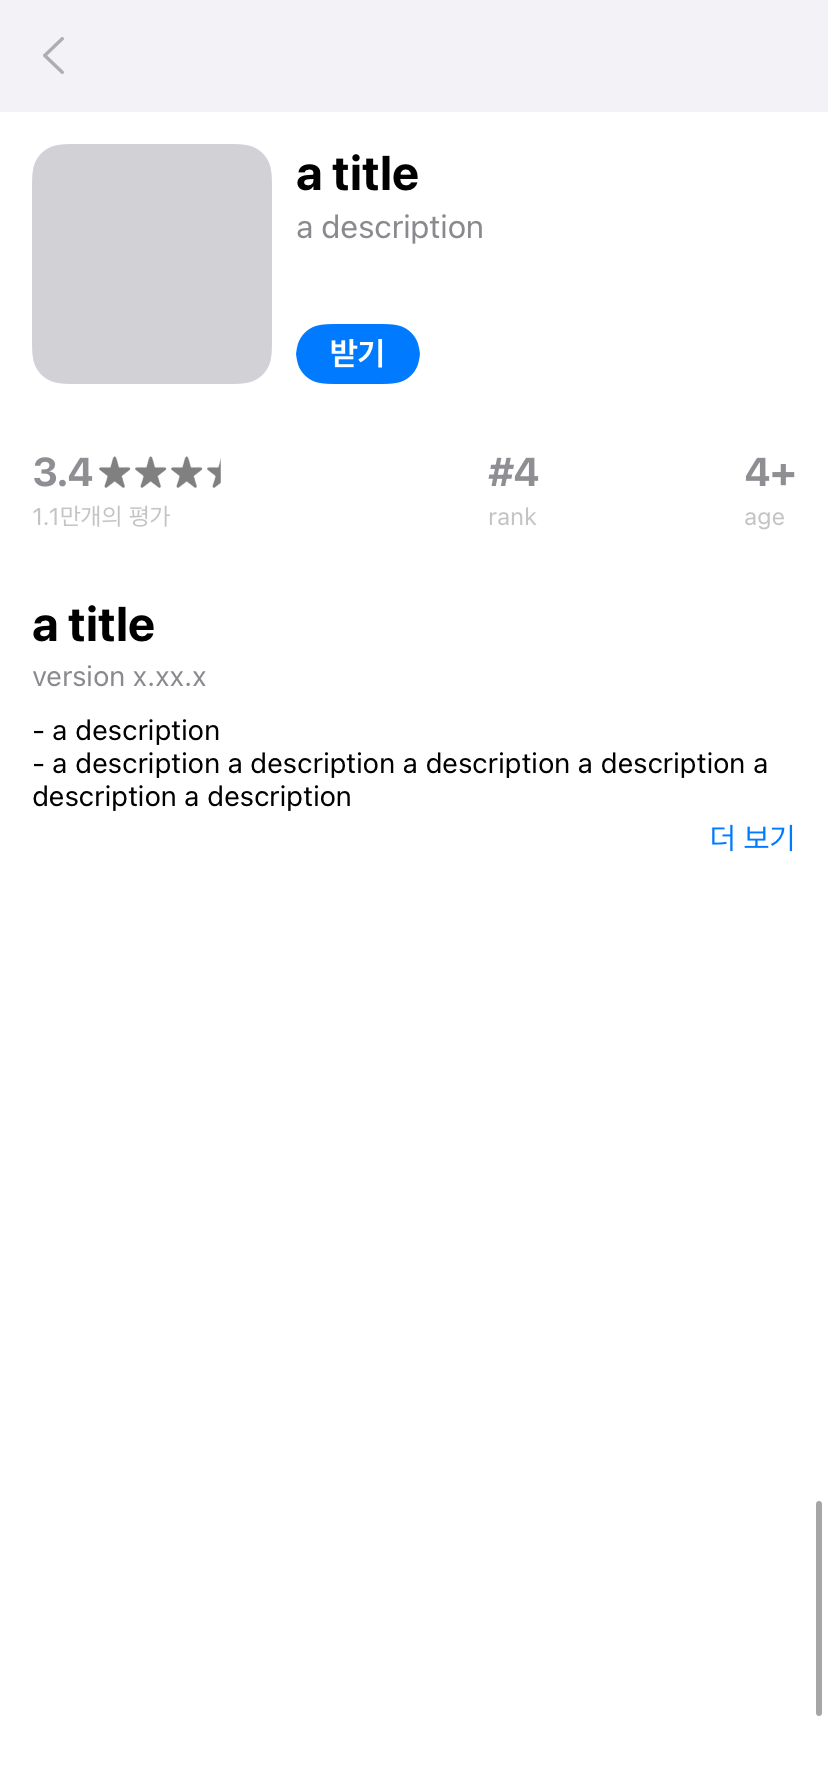 a title
a description
받기
3.4★★★
#4
4+
1.1만개의 평가
rank
age
a title
version x.xx.x
- a description
- a description a description a description a description a
description a description
더 보기